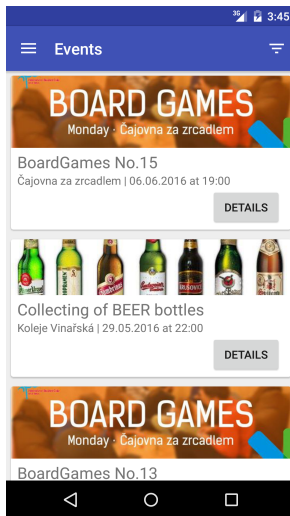 3G 3:45
Events
BOARD GAMES
Monday · Čajovna za zrcadlem
BoardGames No.15
Čajovna za zrcadlem | 06.06.2016 at 19:00
DETAILS
Collecting of BEER bottles
Koleje Vinařská | 29.05.2016 at 22:00
DETAILS
BOARD GAMES
Monday · Čajovna za zrcadlem
BoardGames No.13